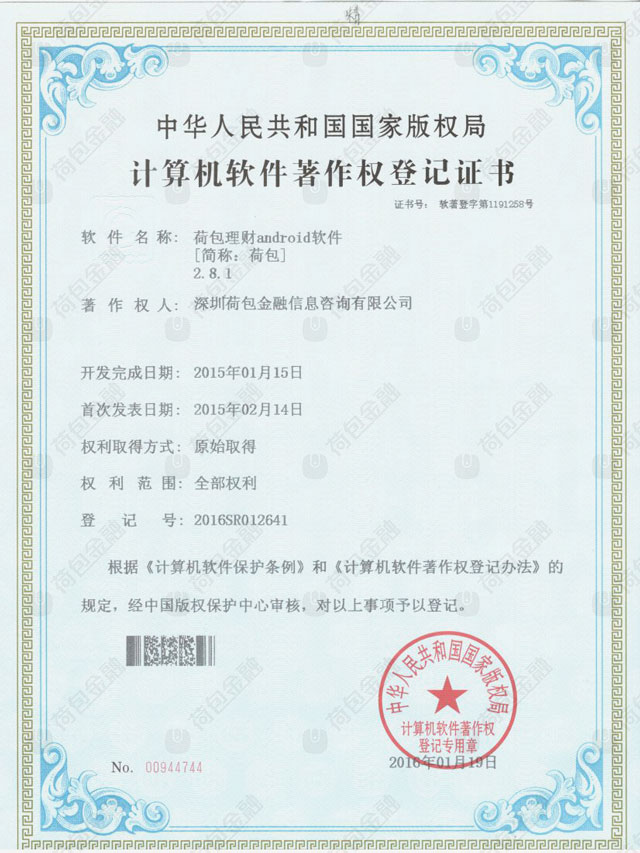 中华人民共和国国家版权局
计算机软件著作权登记证书
证书号： 软著登字第1191258号
软 件 名 称： 荷包理财android软件
[简称：荷包]
2.8.1
著 作 权 人： 深圳荷包金融信息咨询有限公司
开发完成日期： 2015年01月15日
首次发表日期： 2015年02月14日
权利取得方式： 原始取得
权 利 范 围： 全部权利
登 记 号： 2016SR012641
根据《计算机软件保护条例》和《计算机软件著作权登记办法》的
规定，经中国版权保护中心审核，对以上事项予以登记。
中华人民共和国国家版权局
计算机软件著作权
登记专用章
No. 00944744
2016年01月19日
荷包金融